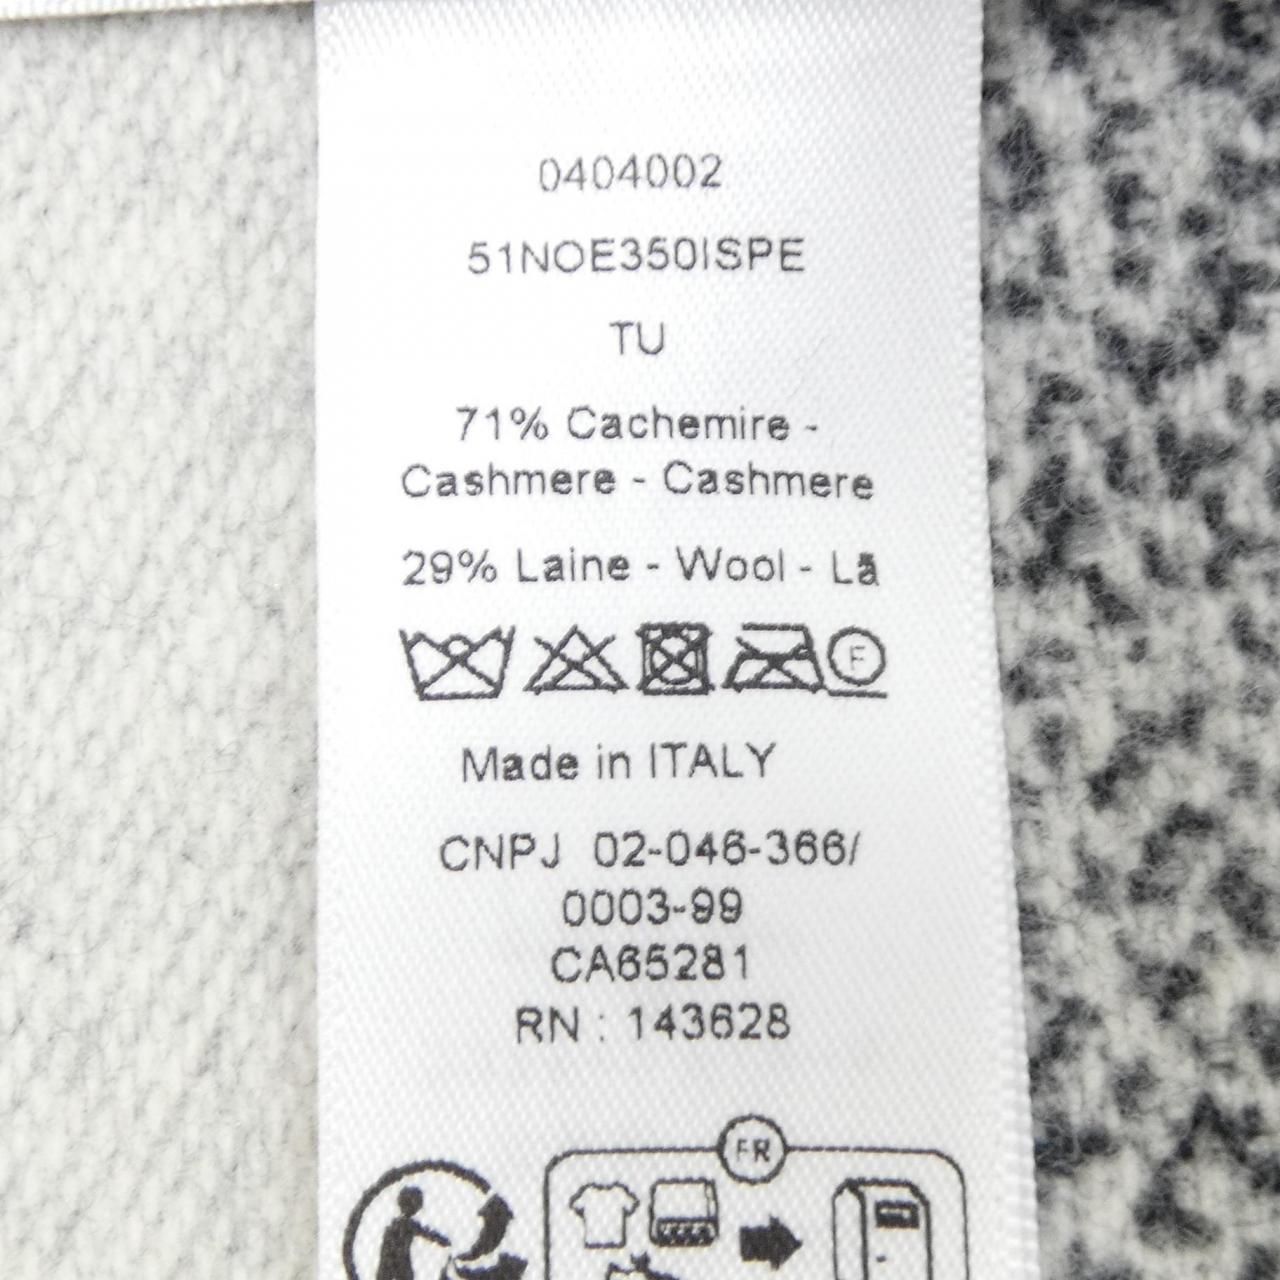 0404002
51NOE350ISPE
TU
71% Cachemire -
Cashmere - Cashmere
29% Laine - Wool - Lã
F
Made in ITALY
CNPJ 02-046-366/
0003-99
CA65281
RN : 143628
FR